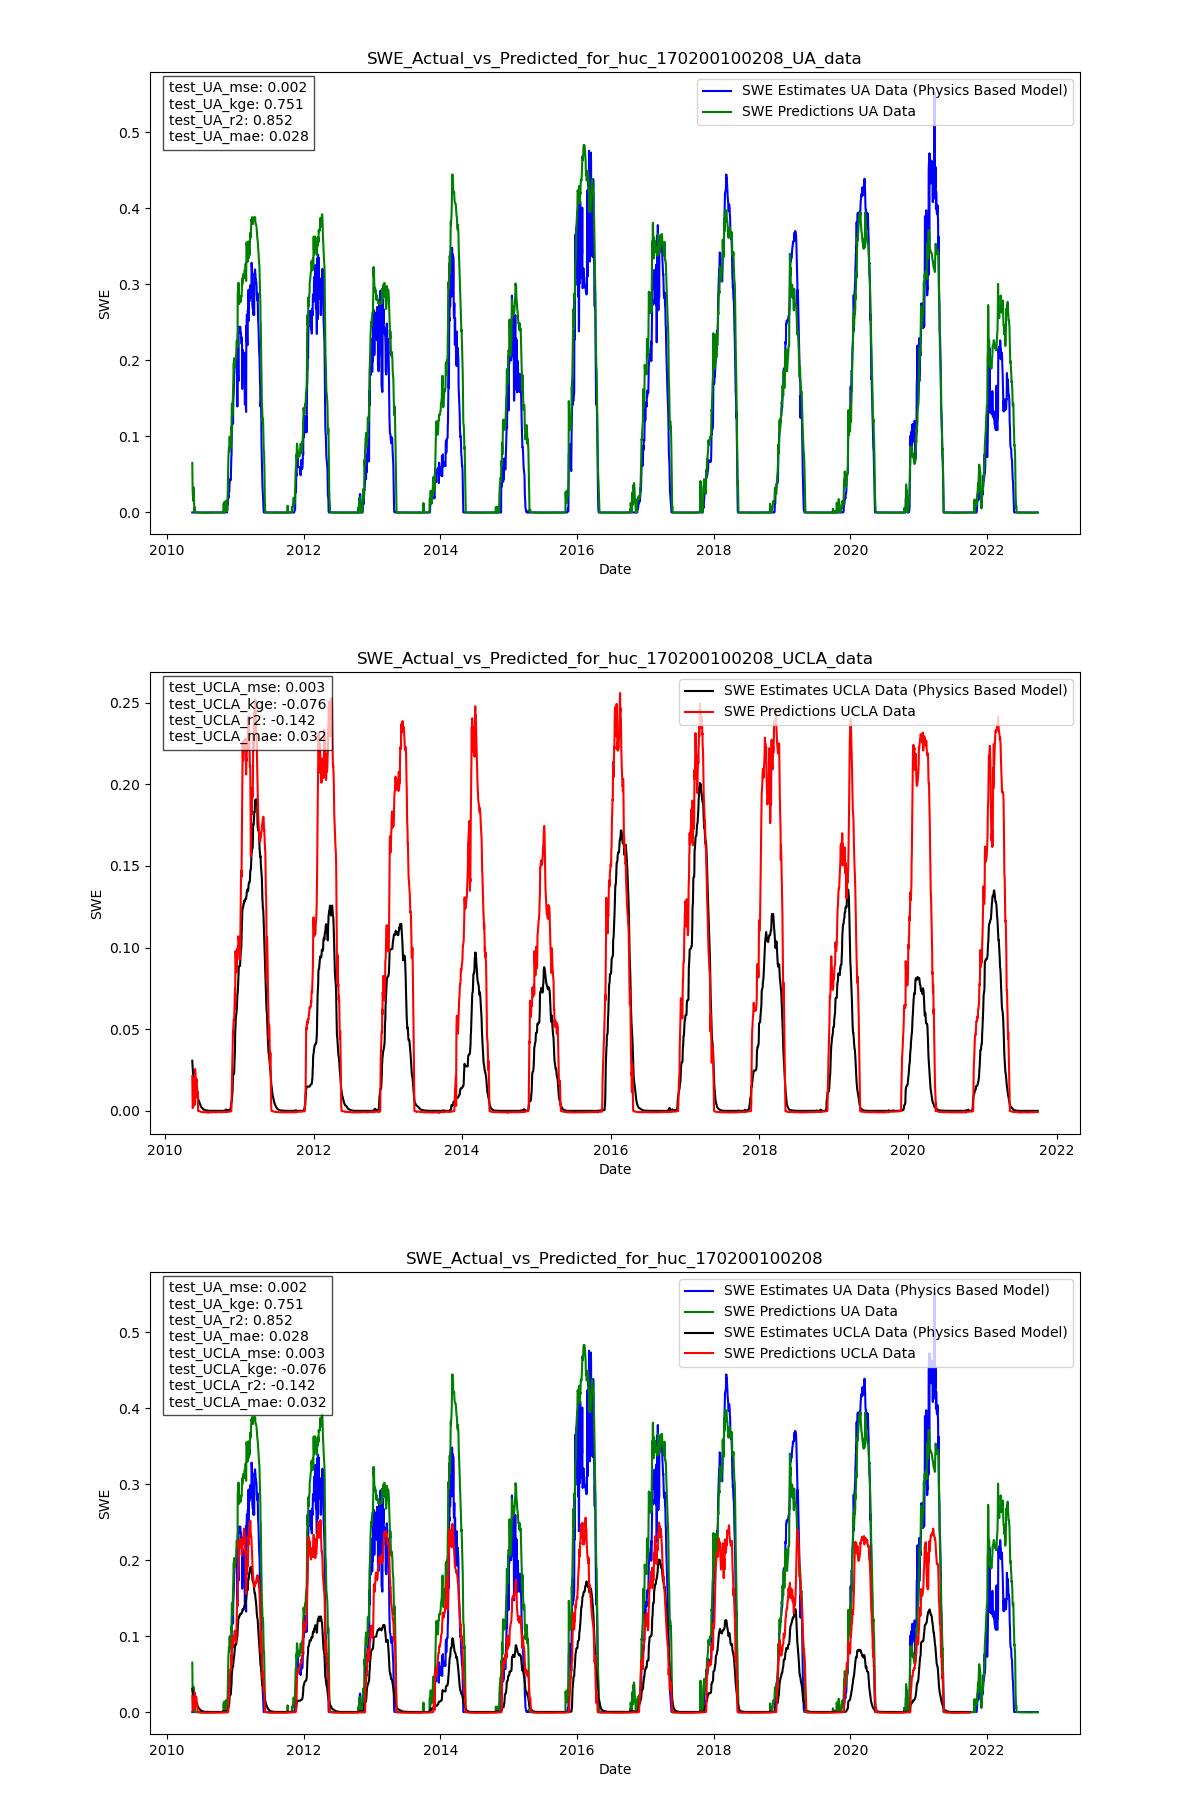 SWE_Actual_vs_Predicted_for_huc_170200100208_UA_data
test_UA_mse: 0.002
test_UA_kge: 0.751
test_UA_r2: 0.852
test_UA_mae: 0.028
SWE Estimates UA Data (Physics Based Model)
SWE Predictions UA Data
0.5
0.4
0.3
0.2
0.1
0.0
SWE
2010 2012 2014 2016 2018 2020 2022
Date
SWE_Actual_vs_Predicted_for_huc_170200100208_UCLA_data
test_UCLA_mse: 0.003
test_UCLA_kge: -0.076
test_UCLA_r2: -0.142
test_UCLA_mae: 0.032
SWE Estimates UCLA Data (Physics Based Model)
SWE Predictions UCLA Data
0.25
0.20
0.15
0.10
0.05
0.00
SWE
2010 2012 2014 2016 2018 2020 2022
Date
SWE_Actual_vs_Predicted_for_huc_170200100208
test_UA_mse: 0.002
test_UA_kge: 0.751
test_UA_r2: 0.852
test_UA_mae: 0.028
test_UCLA_mse: 0.003
test_UCLA_kge: -0.076
test_UCLA_r2: -0.142
test_UCLA_mae: 0.032
SWE Estimates UA Data (Physics Based Model)
SWE Predictions UA Data
SWE Estimates UCLA Data (Physics Based Model)
SWE Predictions UCLA Data
0.5
0.4
0.3
0.2
0.1
0.0
SWE
2010 2012 2014 2016 2018 2020 2022
Date